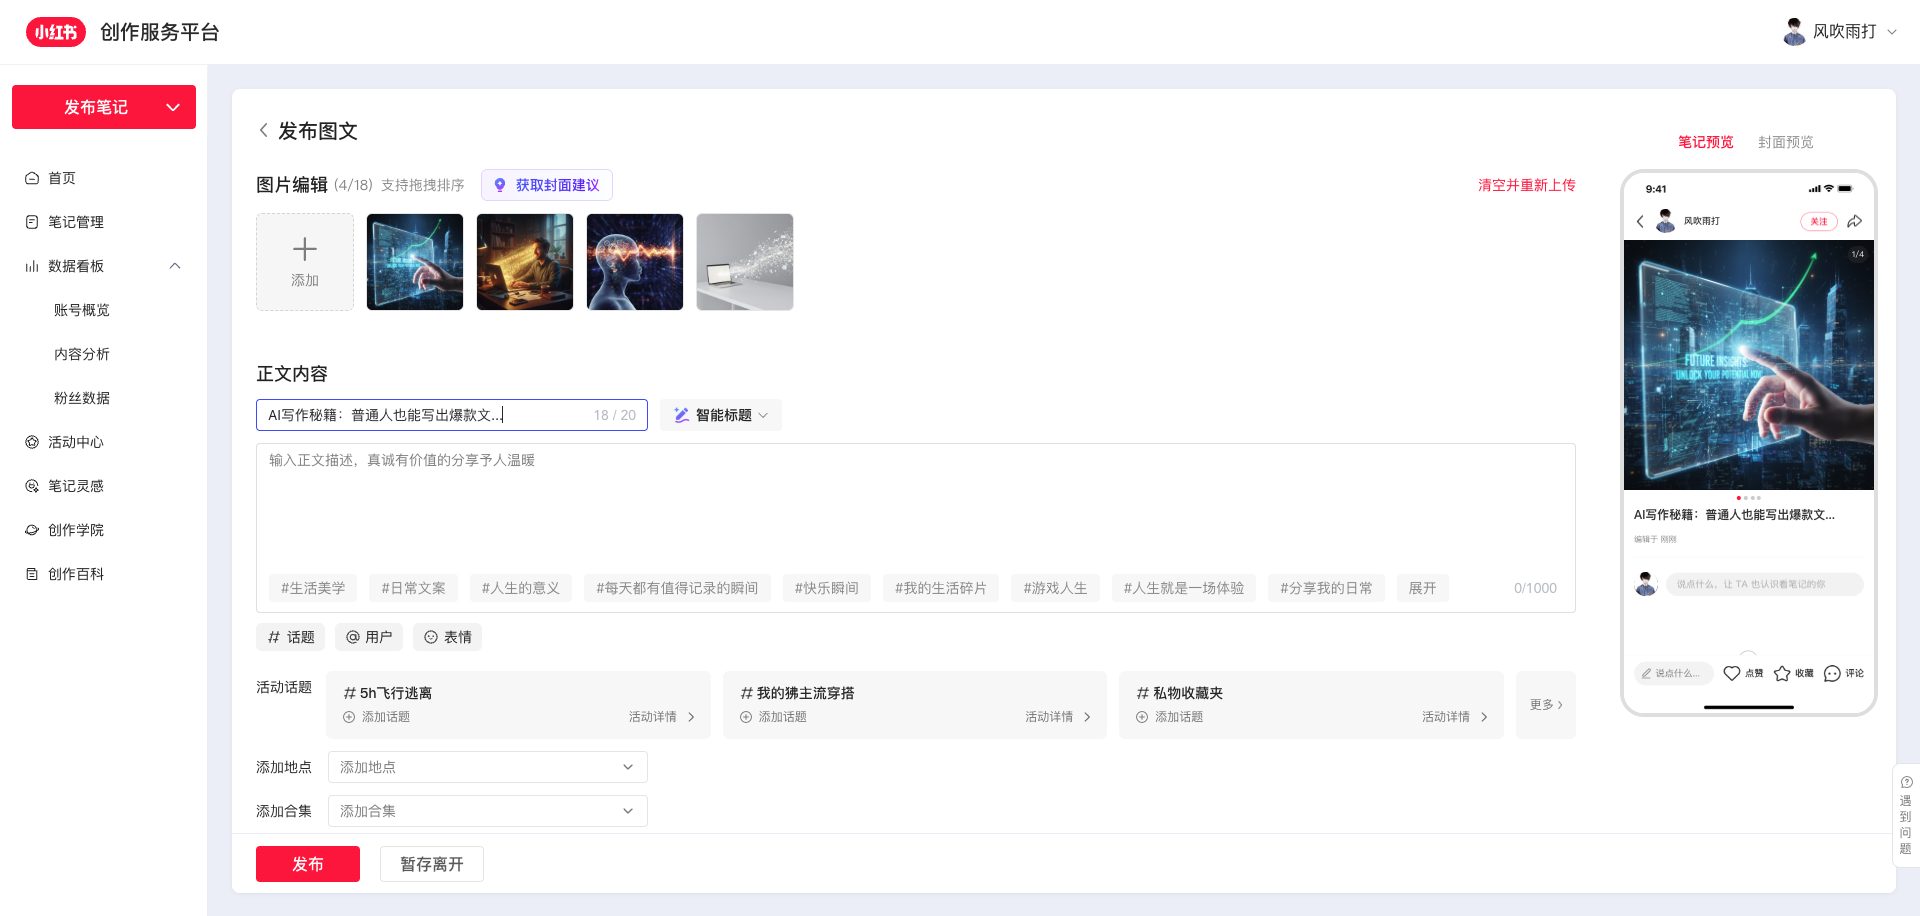 小红书
创作服务平台
风吹雨打
发布笔记
首页
笔记管理
数据看板
账号概览
内容分析
粉丝数据
活动中心
笔记灵感
创作学院
创作百科
发布图文
笔记预览
封面预览
图片编辑 (4/18) 支持拖拽排序
获取封面建议
清空并重新上传
添加
正文内容
AI写作秘籍：普通人也能写出爆款文...
18 / 20
智能标题
输入正文描述，真诚有价值的分享予人温暖
#生活美学
#日常文案
#人生的意义
#每天都有值得记录的瞬间
#快乐瞬间
#我的生活碎片
#游戏人生
#人生就是一场体验
#分享我的日常
展开
0/1000
# 话题
@ 用户
表情
活动话题
# 5h飞行逃离
添加话题
活动详情
# 我的狒主流穿搭
添加话题
活动详情
# 私物收藏夹
添加话题
活动详情
更多
添加地点
添加地点
添加合集
添加合集
发布
暂存离开
9:41
风吹雨打
关注
1/4
FUTURE INSIGHTS:
UNLOCK YOUR POTENTIAL NOW
AI写作秘籍：普通人也能写出爆款文...
编辑于 刚刚
说点什么，让 TA 也认识看笔记的你
说点什么...
点赞
收藏
评论
遇到问题